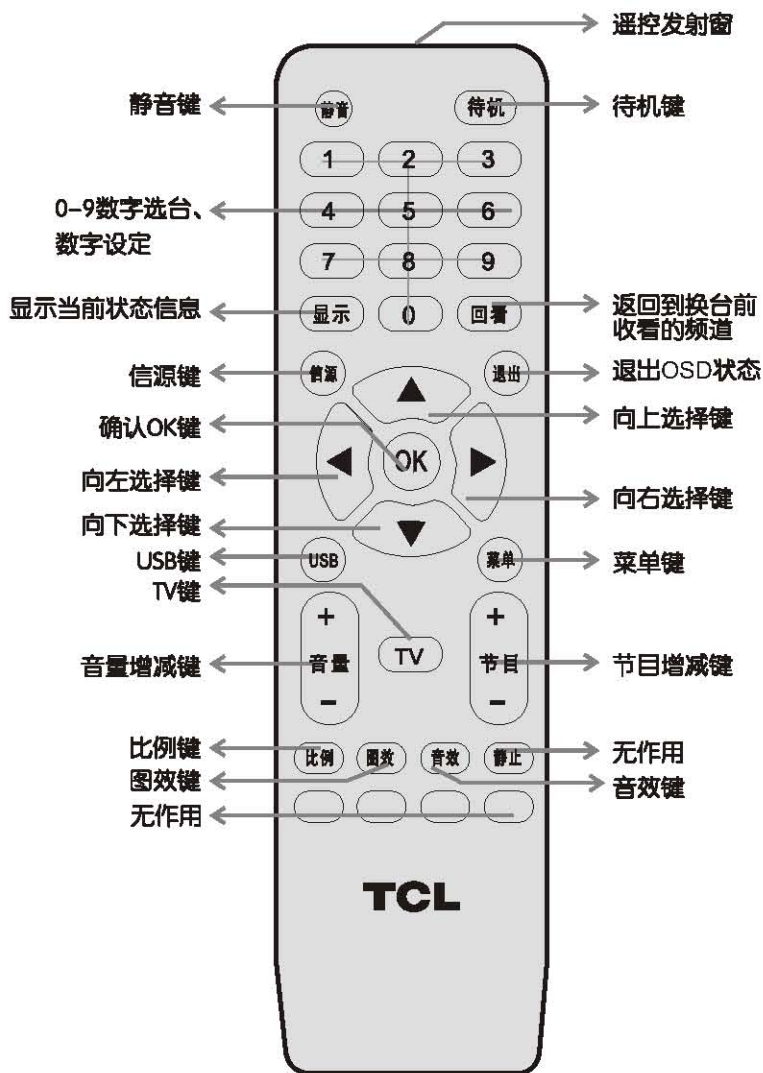 遥控发射窗
静音键
静音
待机
待机键
1 2 3
0-9数字选台、
数字设定
4 5 6
7 8 9
显示当前状态信息
显示
0
回看
返回到换台前
收看的频道
信源键
信源
退出
退出OSD状态
向上选择键
确认OK键
OK
向左选择键
向右选择键
向下选择键
USB键
USB
菜单
菜单键
TV键
+
+
音量增减键
音量
TV
节目
节目增减键
-
-
比例键
比例
图效
音效
静止
无作用
图效键
音效键
无作用
TCL